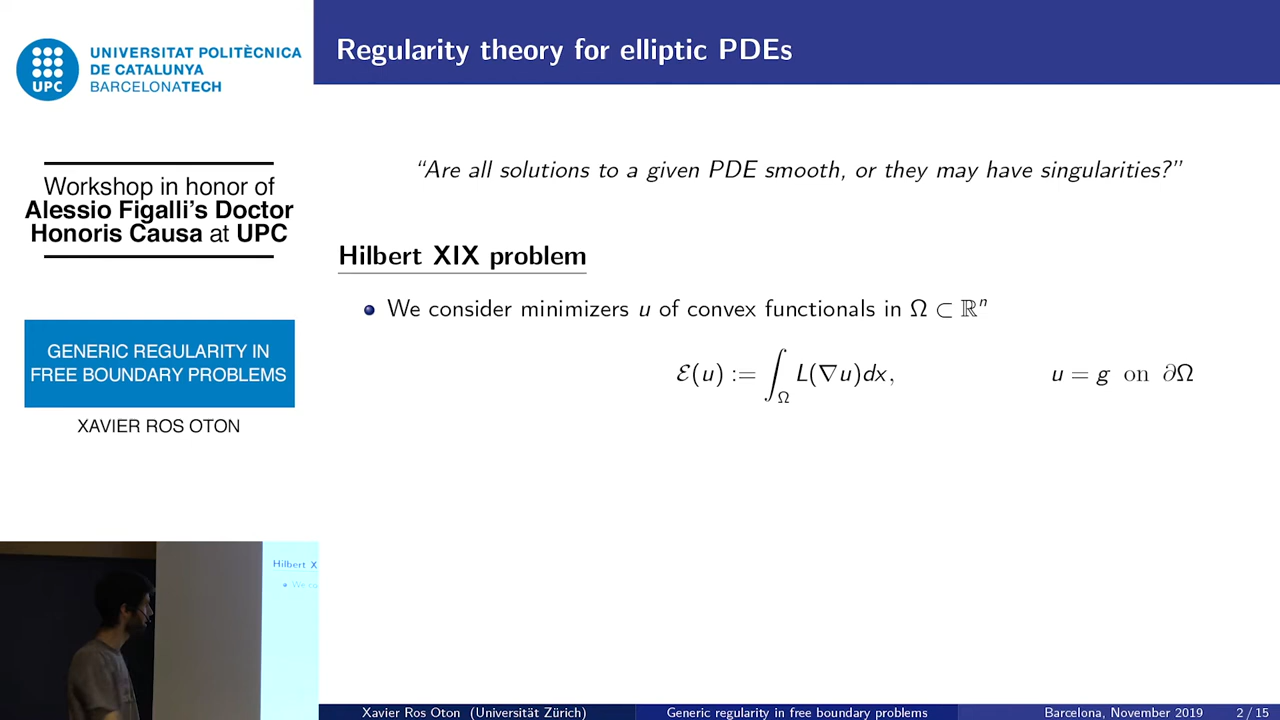 UNIVERSITAT POLITÈCNICA
DE CATALUNYA
BARCELONATECH
UPC
Workshop in honor of
Alessio Figalli's Doctor
Honoris Causa at UPC
GENERIC REGULARITY IN
FREE BOUNDARY PROBLEMS
XAVIER ROS OTON
Regularity theory for elliptic PDEs
“Are all solutions to a given PDE smooth, or they may have singularities?”
Hilbert XIX problem
We consider minimizers u of convex functionals in Ω ⊂ ℝⁿ
ℰ(u) := ∫_Ω L(∇u)dx, u = g on ∂Ω
Hilbert X
We co
Xavier Ros Oton (Universität Zürich) Generic regularity in free boundary problems Barcelona, November 2019 2 / 15